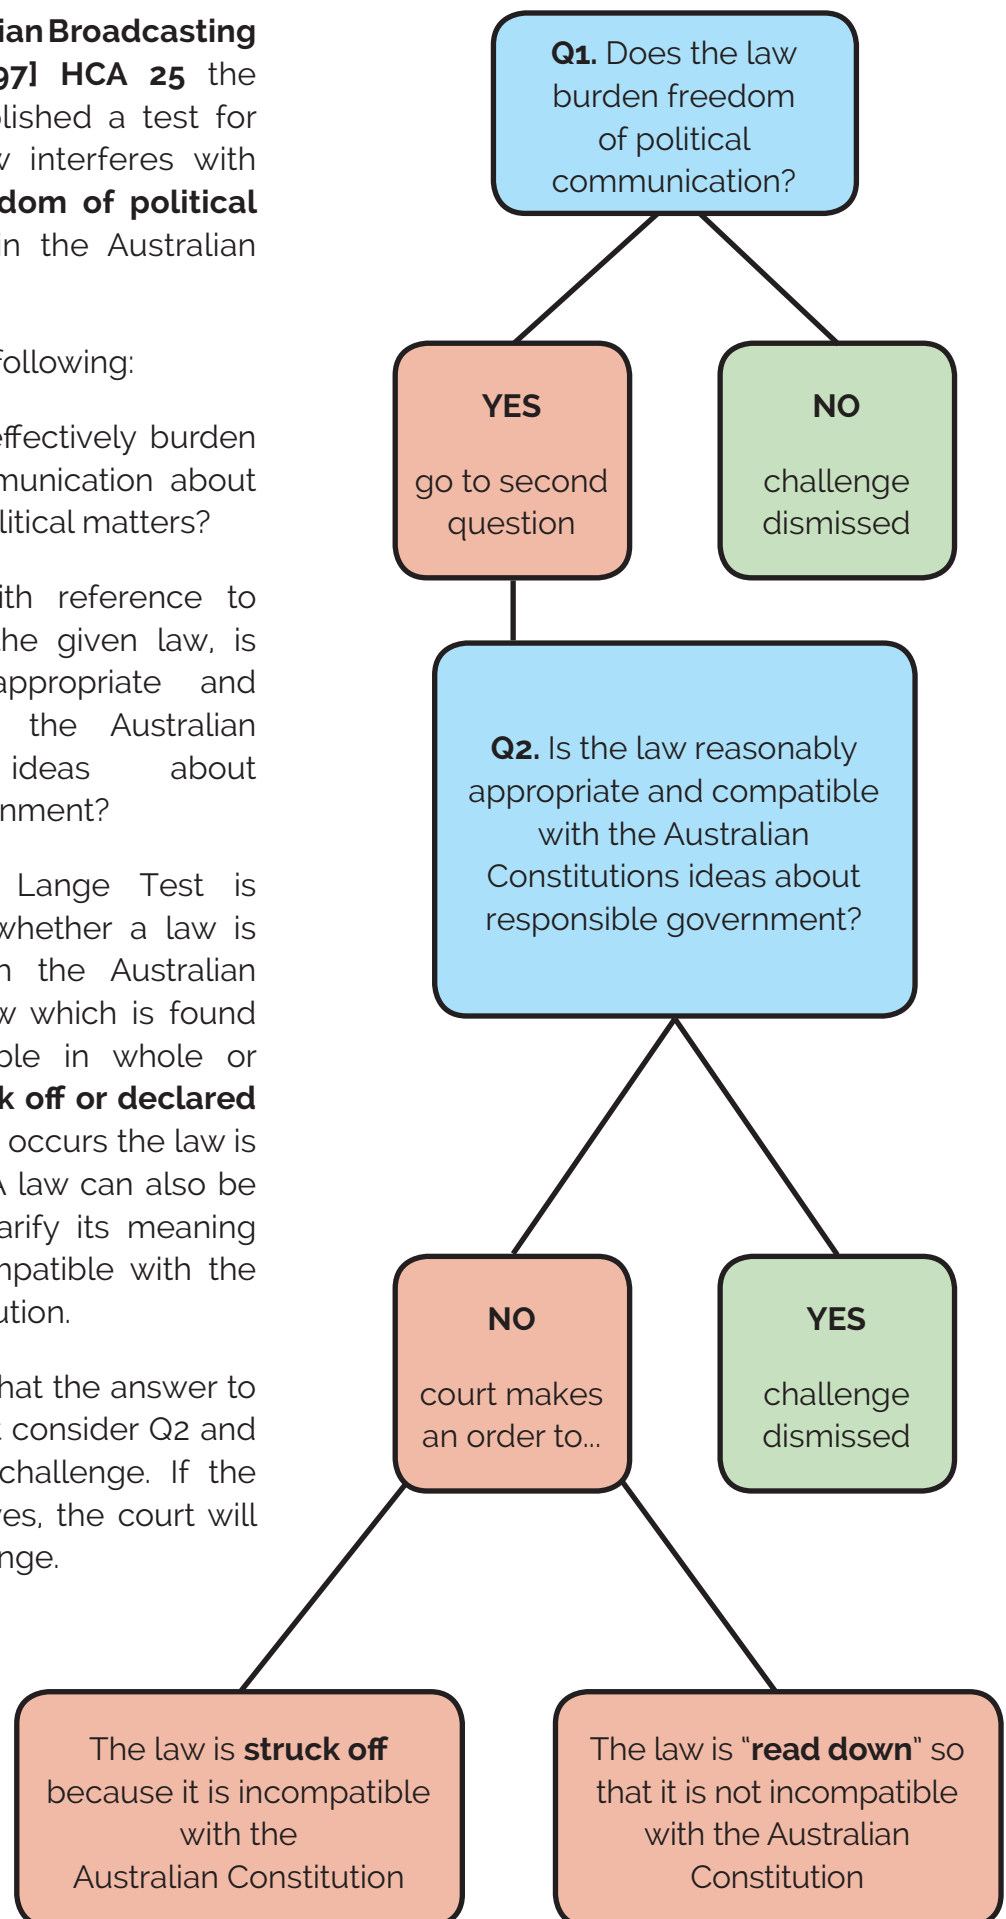 ian Broadcasting
97] HCA 25 the
lished a test for
w interferes with
dom of political
in the Australian
following:
effectively burden
munication about
litical matters?
ith reference to
the given law, is
appropriate and
the Australian
ideas about
nment?
Lange Test is
whether a law is
n the Australian
w which is found
ble in whole or
k off or declared
occurs the law is
A law can also be
arify its meaning
mpatible with the
ution.
hat the answer to
t consider Q2 and
challenge. If the
yes, the court will
nge.
Q1. Does the law
burden freedom
of political
communication?
YES
go to second
question
NO
challenge
dismissed
Q2. Is the law reasonably
appropriate and compatible
with the Australian
Constitutions ideas about
responsible government?
NO
court makes
an order to...
YES
challenge
dismissed
The law is struck off
because it is incompatible
with the
Australian Constitution
The law is “read down” so
that it is not incompatible
with the Australian
Constitution